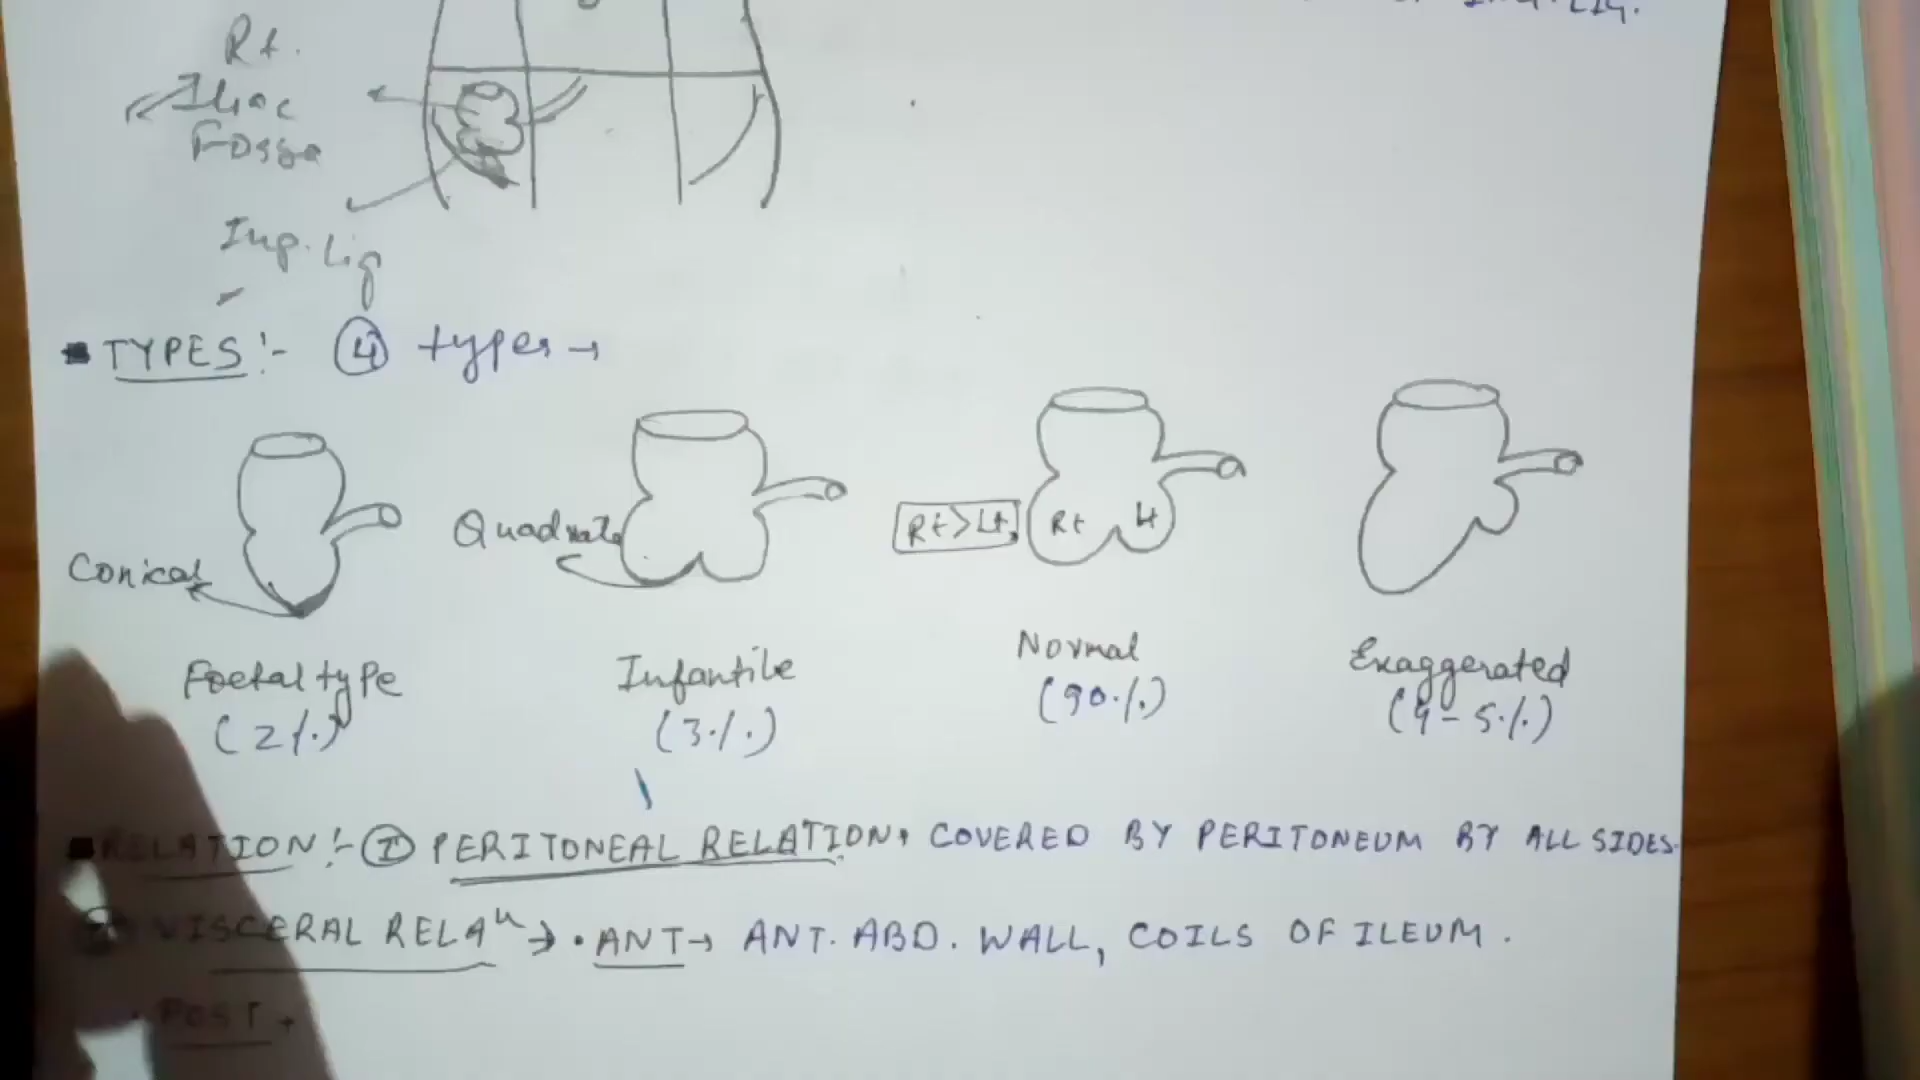 Rt.
Iliac
Fossa
Ing. Lig
TYPES :- 4 types →
Conical
Quadrate
Rt>Lt.
Rt
Lt
Foetal type
(2%)
Infantile
(3%)
Normal
(90%)
Exaggerated
(4-5%)
RELATION :- ① PERITONEAL RELATION, COVERED BY PERITONEUM BY ALL SIDES.
② VISCERAL RELAⁿ → • ANT → ANT. ABD. WALL, COILS OF ILEUM.
• POST →